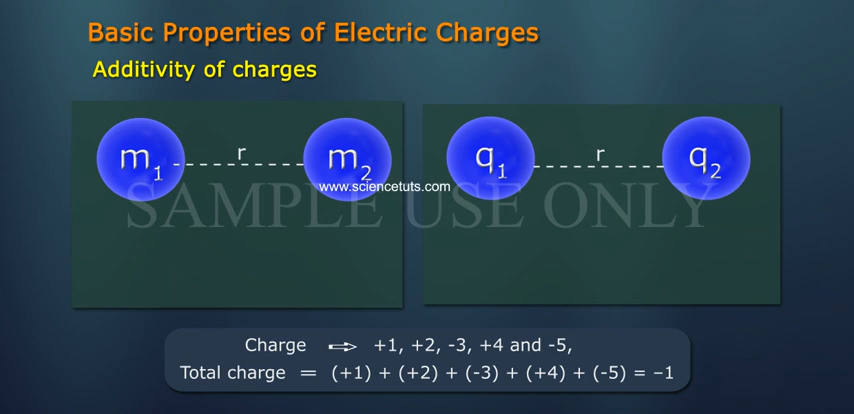 Basic Properties of Electric Charges
Additivity of charges
m1 r m2
q1 r q2
www.sciencetuts.com
SAMPLE USE ONLY
Charge ⇨ +1, +2, -3, +4 and -5,
Total charge = (+1) + (+2) + (-3) + (+4) + (-5) = −1